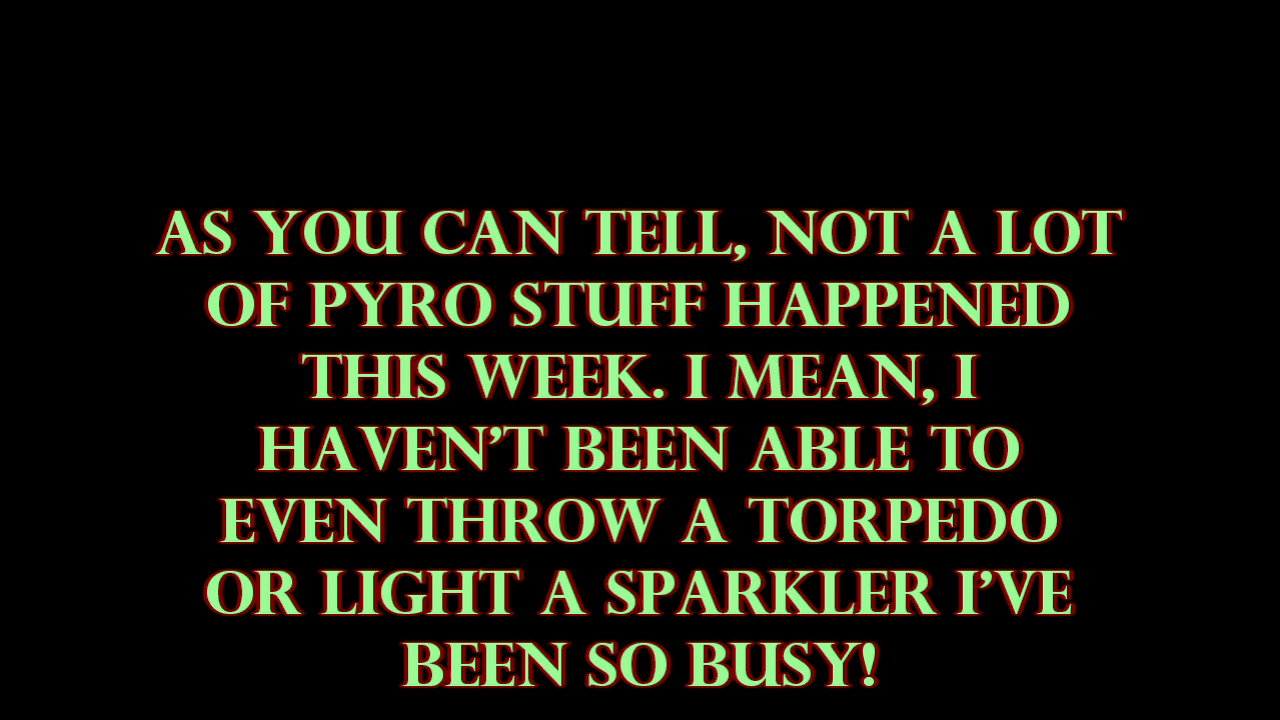 AS YOU CAN TELL, NOT A LOT
OF PYRO STUFF HAPPENED
THIS WEEK. I MEAN, I
HAVEN'T BEEN ABLE TO
EVEN THROW A TORPEDO
OR LIGHT A SPARKLER I'VE
BEEN SO BUSY!